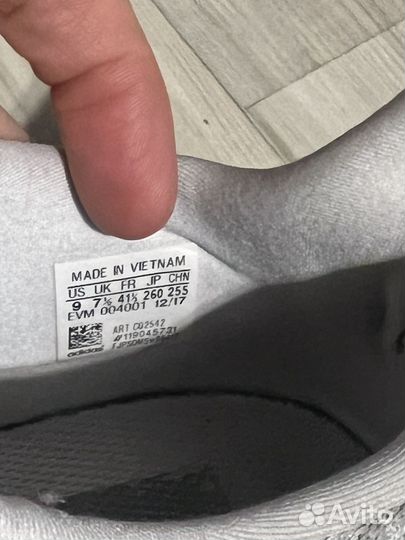 MADE IN VIETNAM
US UK FR JP CHN
9 7½ 41⅓ 260 255
EVM 004001 12/17
ART CQ2542
adidas
Avito